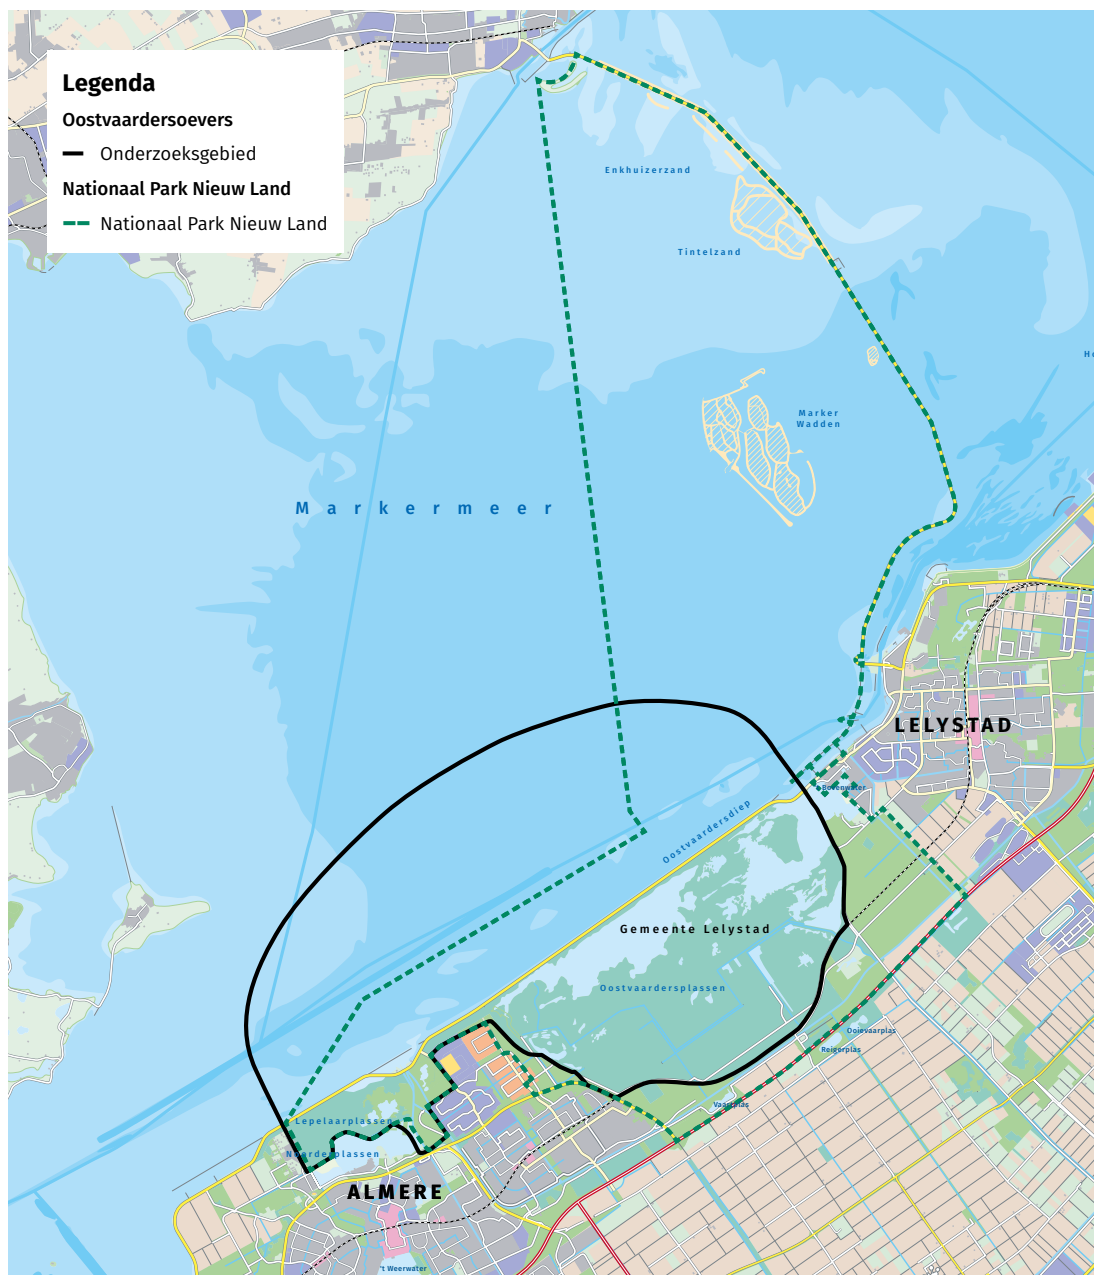 Legenda
Oostvaardersoevers
Onderzoeksgebied
Nationaal Park Nieuw Land
Nationaal Park Nieuw Land
Enkhuizerzand
Tintelzand
Marker
Wadden
Markermeer
LELYSTAD
Bovenwater
Oostvaardersdiep
Gemeente Lelystad
Oostvaardersplassen
Ooievaarplas
Reigerplas
Vaartplas
Lepelaarplassen
Noorderplassen
ALMERE
't Weerwater